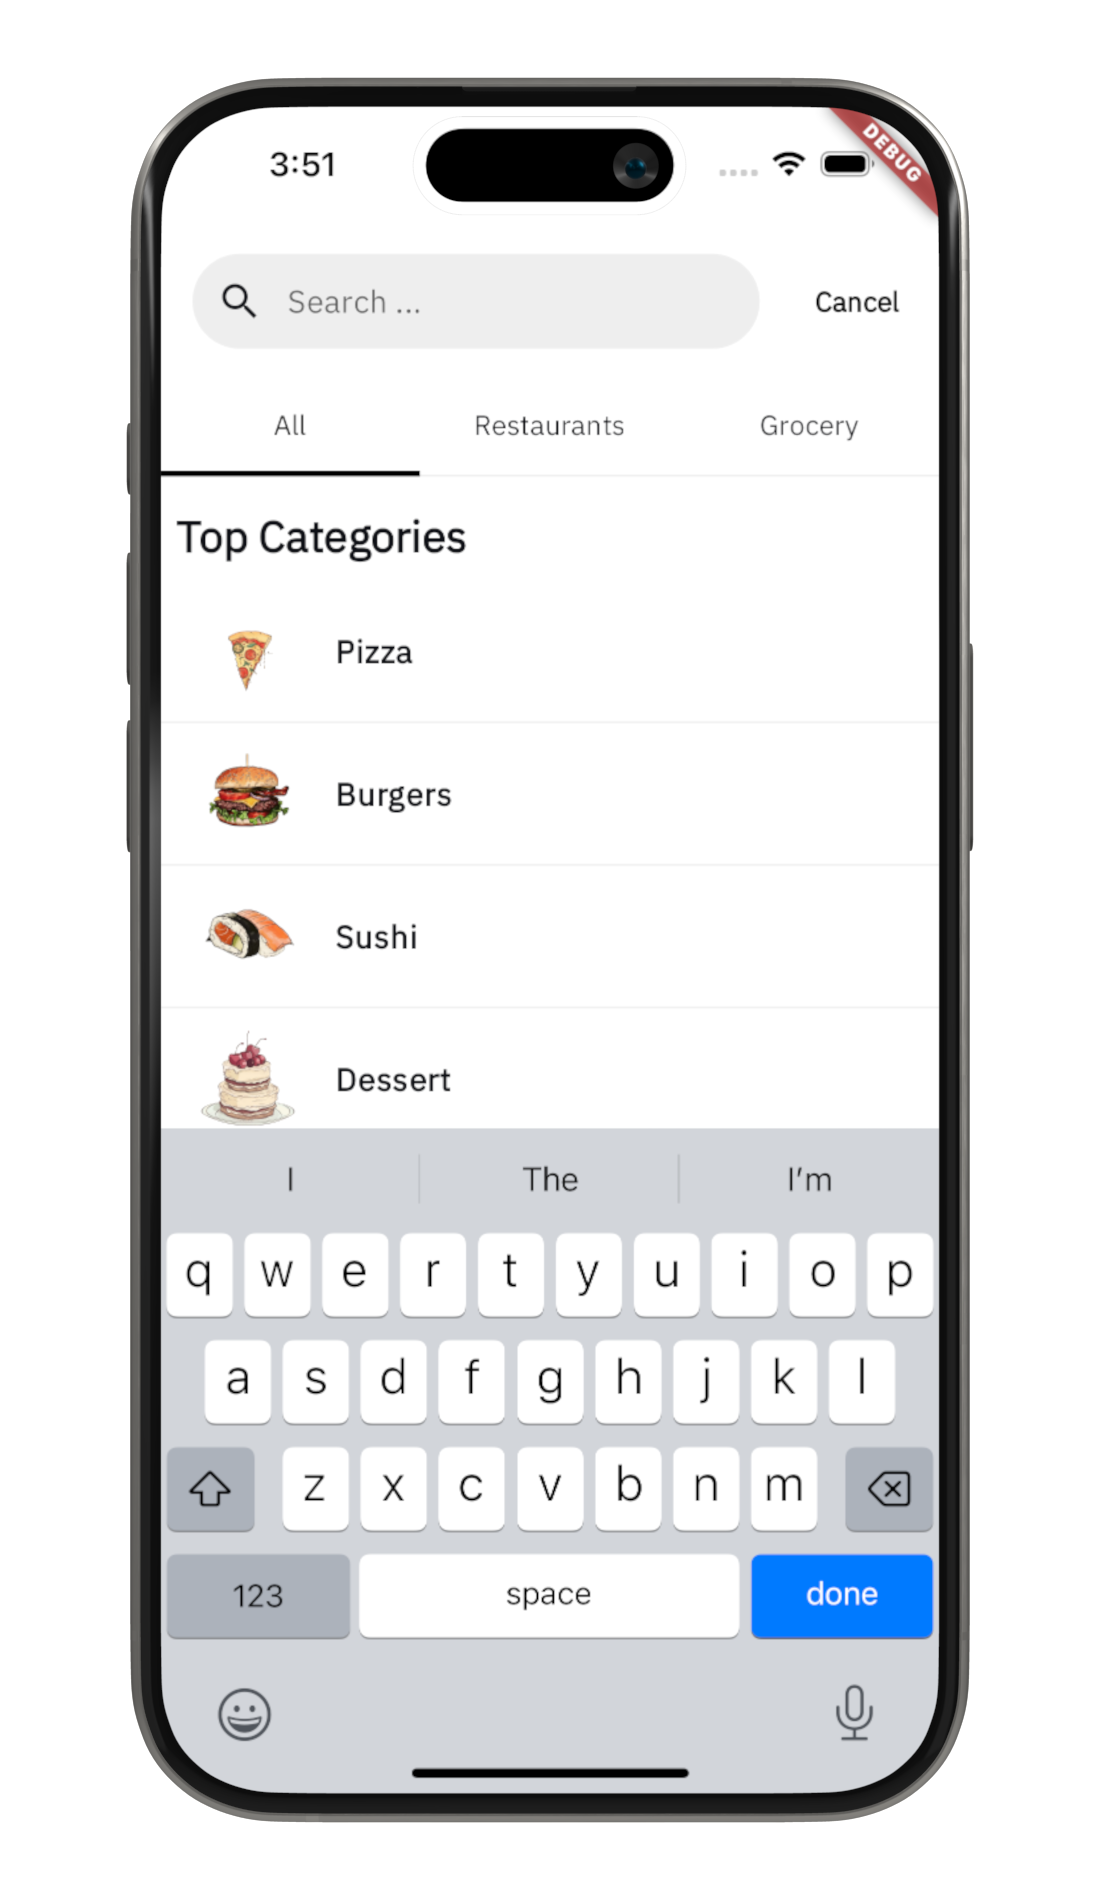 3:51
DEBUG
Search ...
Cancel
All Restaurants Grocery
Top Categories
Pizza
Burgers
Sushi
Dessert
I The I'm
q w e r t y u i o p
a s d f g h j k l
z x c v b n m
123 space done